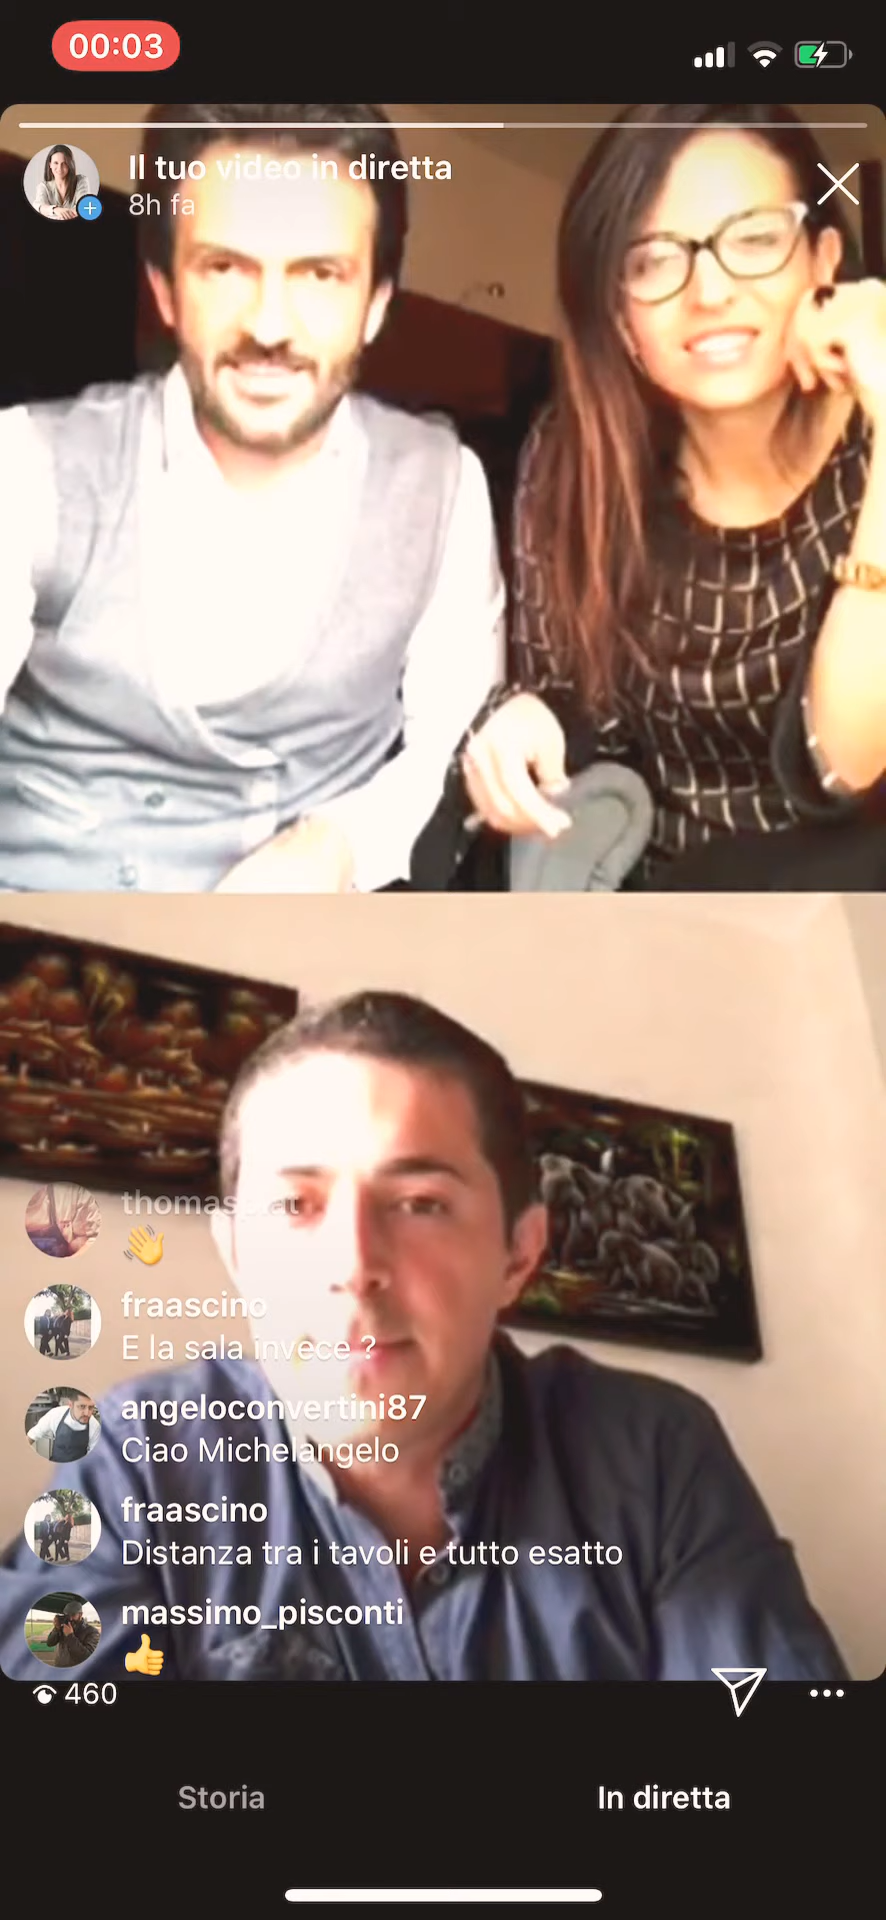 00:03
Il tuo video in diretta
8h fa
👋
fraascino
E la sala invece ?
angeloconvertini87
Ciao Michelangelo
fraascino
Distanza tra i tavoli e tutto esatto
massimo_pisconti
👍
460
Storia
In diretta